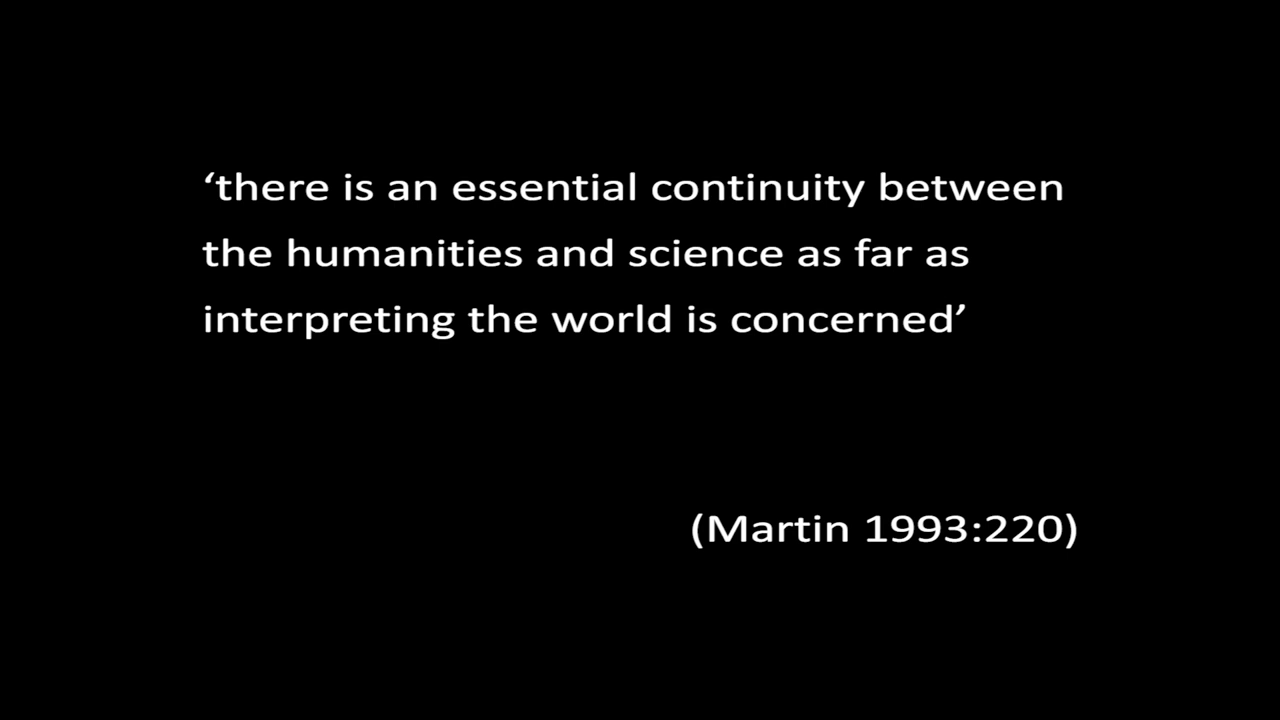 ‘there is an essential continuity between
the humanities and science as far as
interpreting the world is concerned’
(Martin 1993:220)